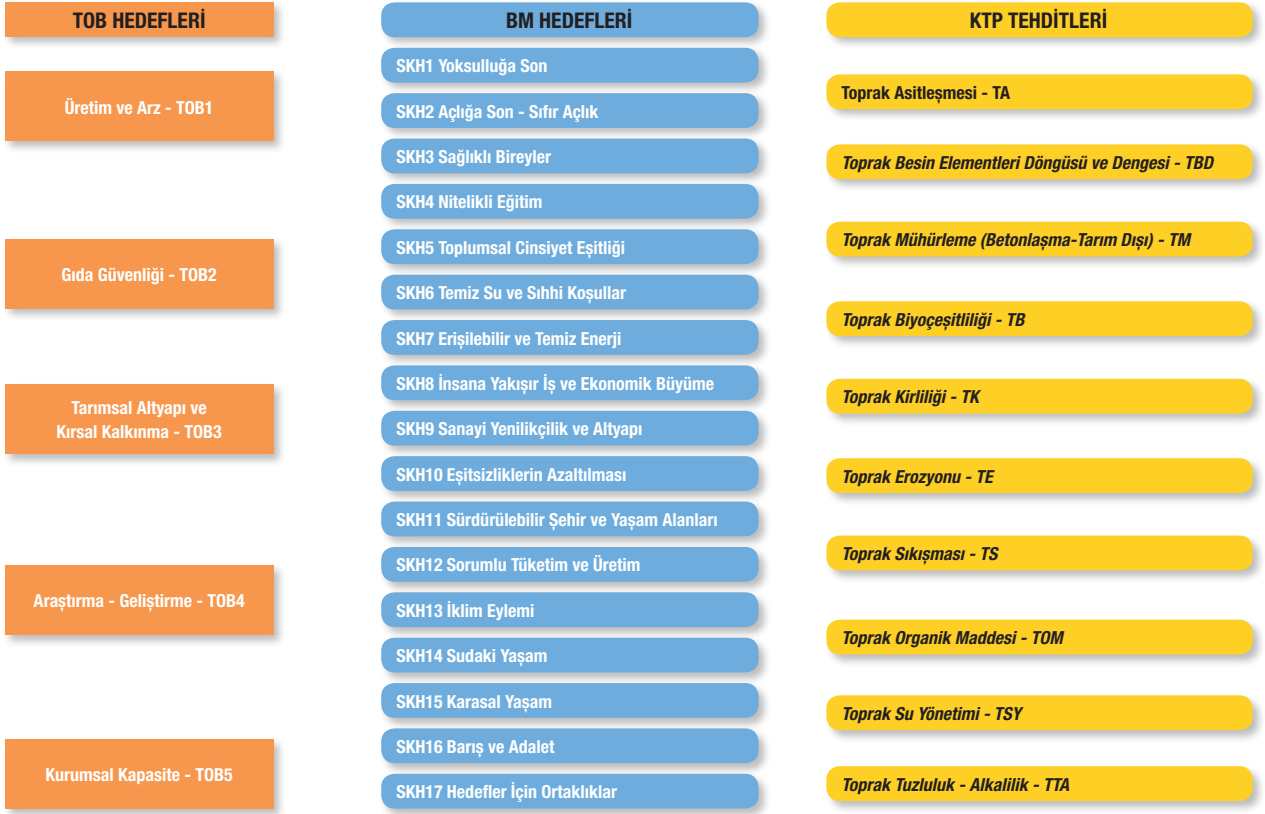 TOB HEDEFLERİ
Üretim ve Arz - TOB1
Gıda Güvenliği - TOB2
Tarımsal Altyapı ve
Kırsal Kalkınma - TOB3
Araştırma - Geliştirme - TOB4
Kurumsal Kapasite - TOB5
BM HEDEFLERİ
SKH1 Yoksulluğa Son
SKH2 Açlığa Son - Sıfır Açlık
SKH3 Sağlıklı Bireyler
SKH4 Nitelikli Eğitim
SKH5 Toplumsal Cinsiyet Eşitliği
SKH6 Temiz Su ve Sıhhi Koşullar
SKH7 Erişilebilir ve Temiz Enerji
SKH8 İnsana Yakışır İş ve Ekonomik Büyüme
SKH9 Sanayi Yenilikçilik ve Altyapı
SKH10 Eşitsizliklerin Azaltılması
SKH11 Sürdürülebilir Şehir ve Yaşam Alanları
SKH12 Sorumlu Tüketim ve Üretim
SKH13 İklim Eylemi
SKH14 Sudaki Yaşam
SKH15 Karasal Yaşam
SKH16 Barış ve Adalet
SKH17 Hedefler İçin Ortaklıklar
KTP TEHDİTLERİ
Toprak Asitleşmesi - TA
Toprak Besin Elementleri Döngüsü ve Dengesi - TBD
Toprak Mühürleme (Betonlaşma-Tarım Dışı) - TM
Toprak Biyoçeşitliliği - TB
Toprak Kirliliği - TK
Toprak Erozyonu - TE
Toprak Sıkışması - TS
Toprak Organik Maddesi - TOM
Toprak Su Yönetimi - TSY
Toprak Tuzluluk - Alkalilik - TTA